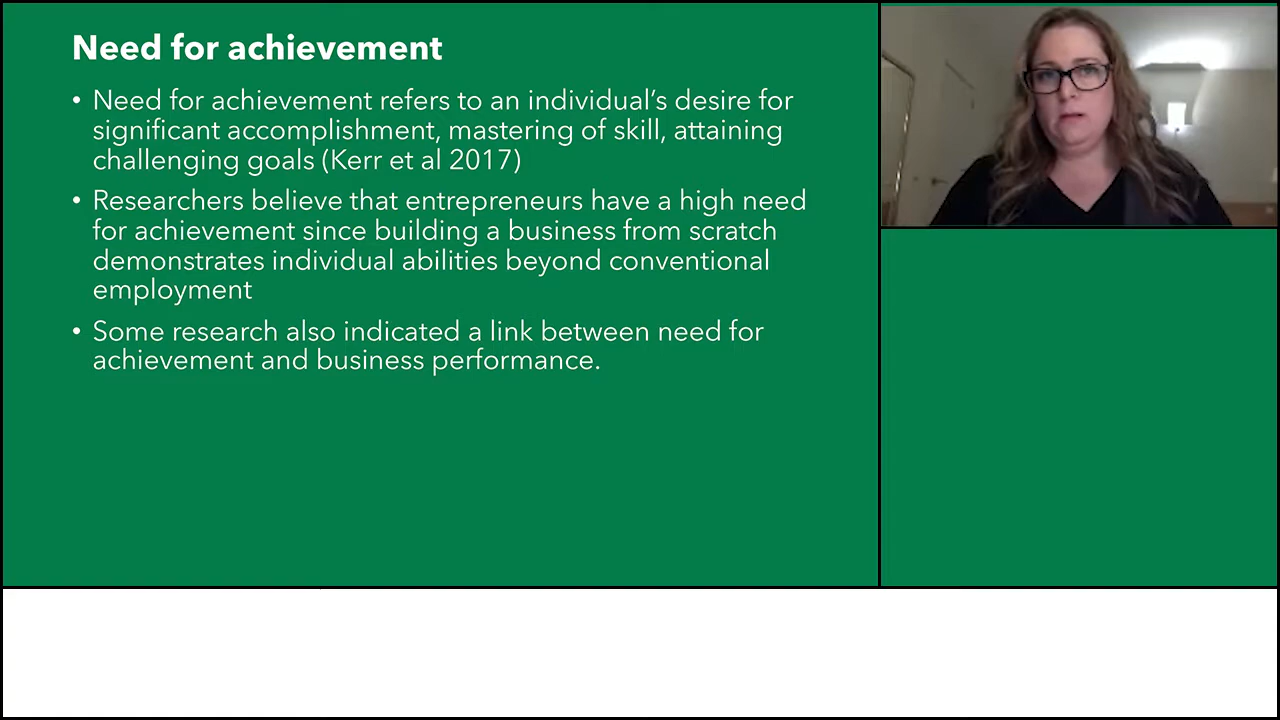 Need for achievement
• Need for achievement refers to an individual’s desire for
significant accomplishment, mastering of skill, attaining
challenging goals (Kerr et al 2017)
• Researchers believe that entrepreneurs have a high need
for achievement since building a business from scratch
demonstrates individual abilities beyond conventional
employment
• Some research also indicated a link between need for
achievement and business performance.